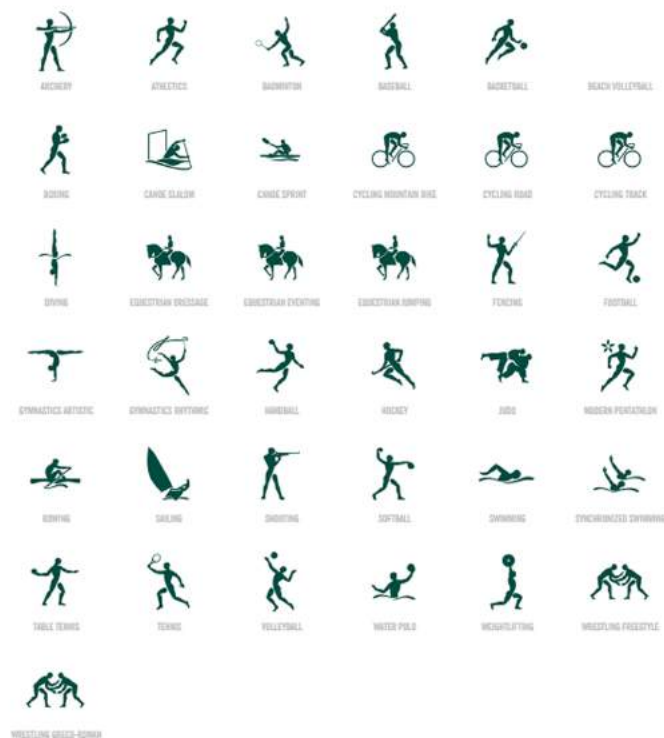 ARCHERY
ATHLETICS
BADMINTON
BASEBALL
BASKETBALL
BEACH VOLLEYBALL
BOXING
CANOE SLALOM
CANOE SPRINT
CYCLING MOUNTAIN BIKE
CYCLING ROAD
CYCLING TRACK
DIVING
EQUESTRIAN DRESSAGE
EQUESTRIAN EVENTING
EQUESTRIAN JUMPING
FENCING
FOOTBALL
GYMNASTICS ARTISTIC
GYMNASTICS RHYTHMIC
HANDBALL
HOCKEY
JUDO
MODERN PENTATHLON
ROWING
SAILING
SHOOTING
SOFTBALL
SWIMMING
SYNCHRONIZED SWIMMING
TABLE TENNIS
TENNIS
VOLLEYBALL
WATER POLO
WEIGHTLIFTING
WRESTLING FREESTYLE
WRESTLING GRECO-ROMAN